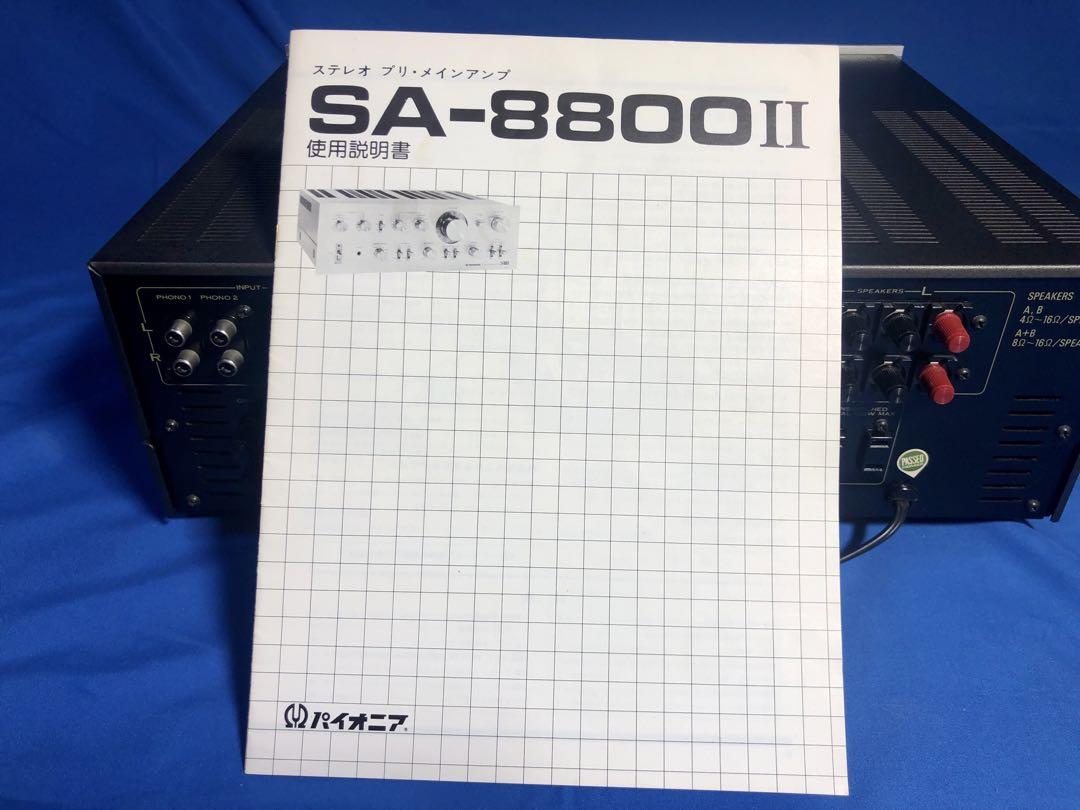 ステレオ プリ・メインアンプ
SA-8800II
使用説明書
パイオニア
INPUT
PHONO 1 PHONO 2
L
R
SPEAKERS L
SPEAKERS
A, B
4Ω~16Ω/SP
A+B
8Ω~16Ω/SPEA
W MAX
PASSED